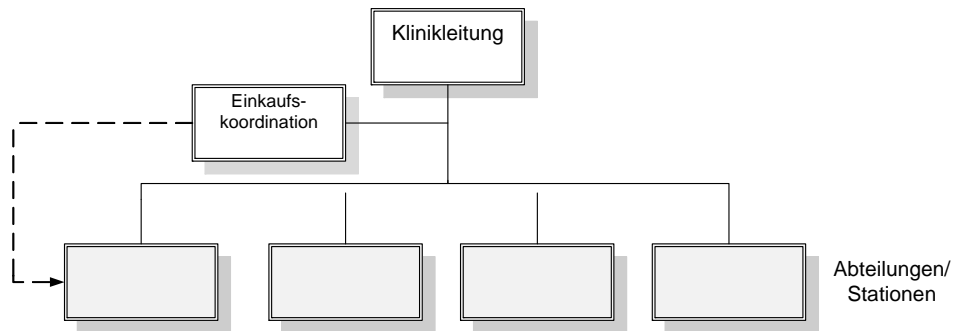 Klinikleitung
Einkaufs-
koordination
Abteilungen/
Stationen